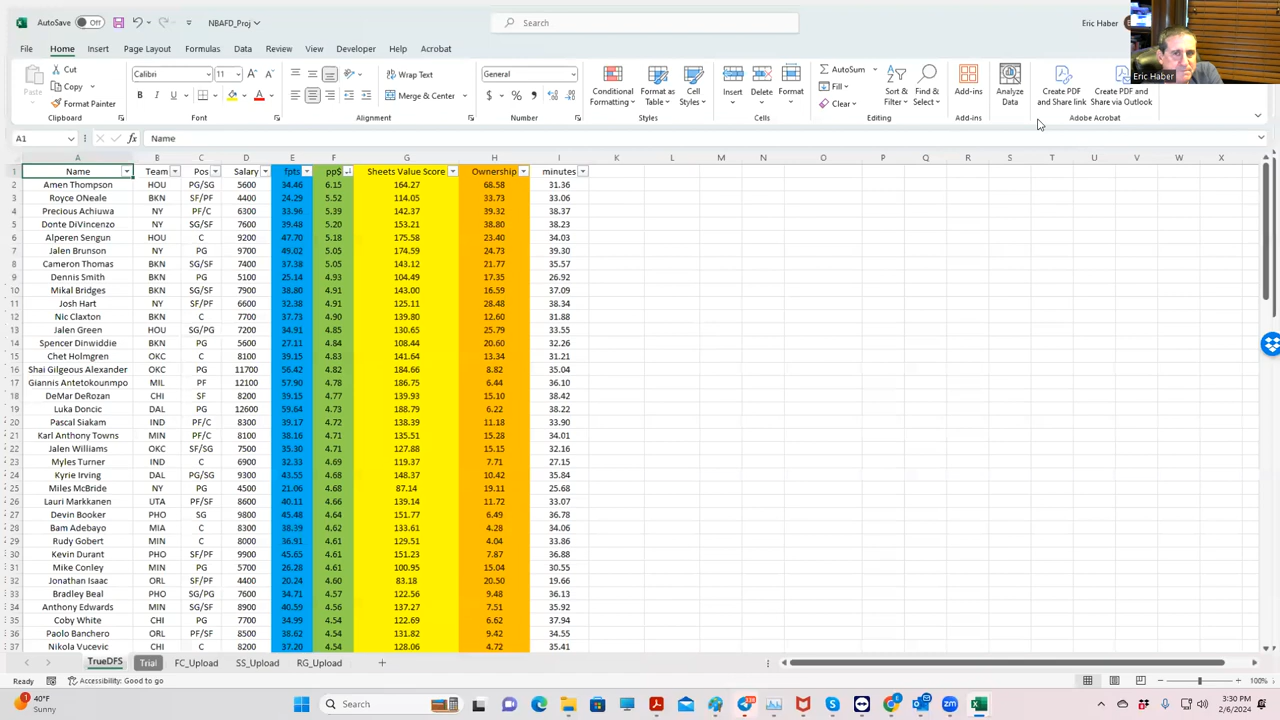 AutoSave Off NBAFD_Proj Search Eric Haber
File Home Insert Page Layout Formulas Data Review View Developer Help Acrobat
Eric Haber
Paste Cut Copy Format Painter Clipboard
Calibri 11 B I U A Font
Wrap Text Merge & Center Alignment
General $ % , Number
Conditional Formatting Format as Table Cell Styles Styles
Insert Delete Format Cells
AutoSum Fill Clear Sort & Filter Find & Select Editing
Add-ins Add-ins
Analyze Data
Create PDF and Share link Create PDF and Share via Outlook Adobe Acrobat
A1 fx Name
A B C D E F G H I J K L M N O P Q R S T U V W X
1 Name Team Pos Salary fpts pp$ Sheets Value Score Ownership minutes
2 Amen Thompson HOU PG/SG 5600 34.46 6.15 164.27 68.58 31.36
3 Royce ONeale BKN SF/PF 4400 24.29 5.52 114.05 33.73 33.06
4 Precious Achiuwa NY PF/C 6300 33.96 5.39 142.37 39.32 38.37
5 Donte DiVincenzo NY SG/SF 7600 39.48 5.20 153.21 38.80 38.23
6 Alperen Sengun HOU C 9200 47.70 5.18 175.58 23.40 34.03
7 Jalen Brunson NY PG 9700 49.02 5.05 174.59 24.73 39.30
8 Cameron Thomas BKN SG/SF 7400 37.38 5.05 143.12 21.77 35.57
9 Dennis Smith BKN PG 5100 25.14 4.93 104.49 17.35 26.92
10 Mikal Bridges BKN SG/SF 7900 38.80 4.91 143.00 16.59 37.09
11 Josh Hart NY SF/PF 6600 32.38 4.91 125.11 28.48 38.34
12 Nic Claxton BKN C 7700 37.73 4.90 139.80 12.60 31.88
13 Jalen Green HOU SG/PG 7200 34.91 4.85 130.65 25.79 33.55
14 Spencer Dinwiddie BKN PG 5600 27.11 4.84 108.44 20.60 32.26
15 Chet Holmgren OKC C 8100 39.15 4.83 141.64 13.34 31.21
16 Shai Gilgeous Alexander OKC PG 11700 56.42 4.82 184.66 8.82 35.04
17 Giannis Antetokounmpo MIL PF 12100 57.90 4.78 186.75 6.44 36.10
18 DeMar DeRozan CHI SF 8200 39.15 4.77 139.93 15.10 38.42
19 Luka Doncic DAL PG 12600 59.64 4.73 188.79 6.22 38.22
20 Pascal Siakam IND PF/C 8300 39.17 4.72 138.39 11.18 33.90
21 Karl Anthony Towns MIN PF/C 8100 38.16 4.71 135.51 15.28 34.01
22 Jalen Williams OKC SF/SG 7500 35.30 4.71 127.88 15.15 32.16
23 Myles Turner IND C 6900 32.33 4.69 119.37 7.71 27.15
24 Kyrie Irving DAL PG/SG 9300 43.55 4.68 148.37 10.42 35.84
25 Miles McBride NY PG 4500 21.06 4.68 87.14 19.11 25.68
26 Lauri Markkanen UTA SF/PF 8600 40.11 4.66 139.14 11.72 33.07
27 Devin Booker PHO SG 9800 45.48 4.64 151.77 6.49 36.78
28 Bam Adebayo MIA C 8300 38.39 4.62 133.61 4.28 34.06
29 Rudy Gobert MIN C 8000 36.91 4.61 129.51 4.04 33.86
30 Kevin Durant PHO SF/PF 9900 45.65 4.61 151.23 7.87 36.88
31 Mike Conley MIN PG 5700 26.28 4.61 100.95 15.04 30.55
32 Jonathan Isaac ORL SF/PF 4400 20.24 4.60 83.18 20.50 19.66
33 Bradley Beal PHO SG/PG 7600 34.71 4.57 122.56 9.48 36.13
34 Anthony Edwards MIN SG/SF 8900 40.59 4.56 137.27 7.51 35.92
35 Coby White CHI PG 7700 34.99 4.54 122.69 6.62 37.94
36 Paolo Banchero ORL PF/SF 8500 38.62 4.54 131.82 9.42 34.55
37 Nikola Vucevic CHI C 8200 37.20 4.54 128.06 4.72 35.41
TrueDFS Trial FC_Upload SS_Upload RG_Upload
Ready Accessibility: Good to go 100%
40°F Sunny Search 3:30 PM 2/6/2024